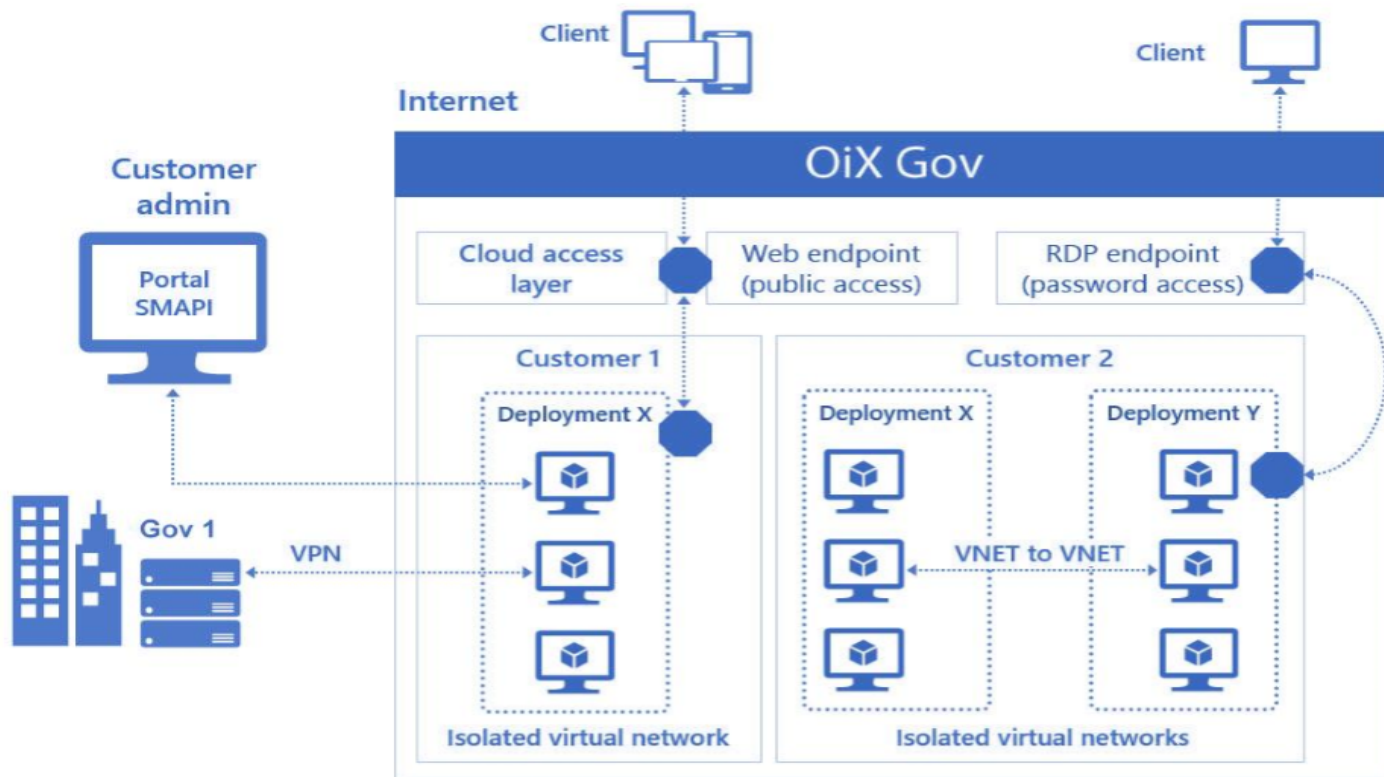 Client
Client
Internet
OiX Gov
Customer
admin
Portal
SMAPI
Cloud access
layer
Web endpoint
(public access)
RDP endpoint
(password access)
Customer 1
Customer 2
Deployment X
Deployment X
Deployment Y
Gov 1
VPN
VNET to VNET
Isolated virtual network
Isolated virtual networks